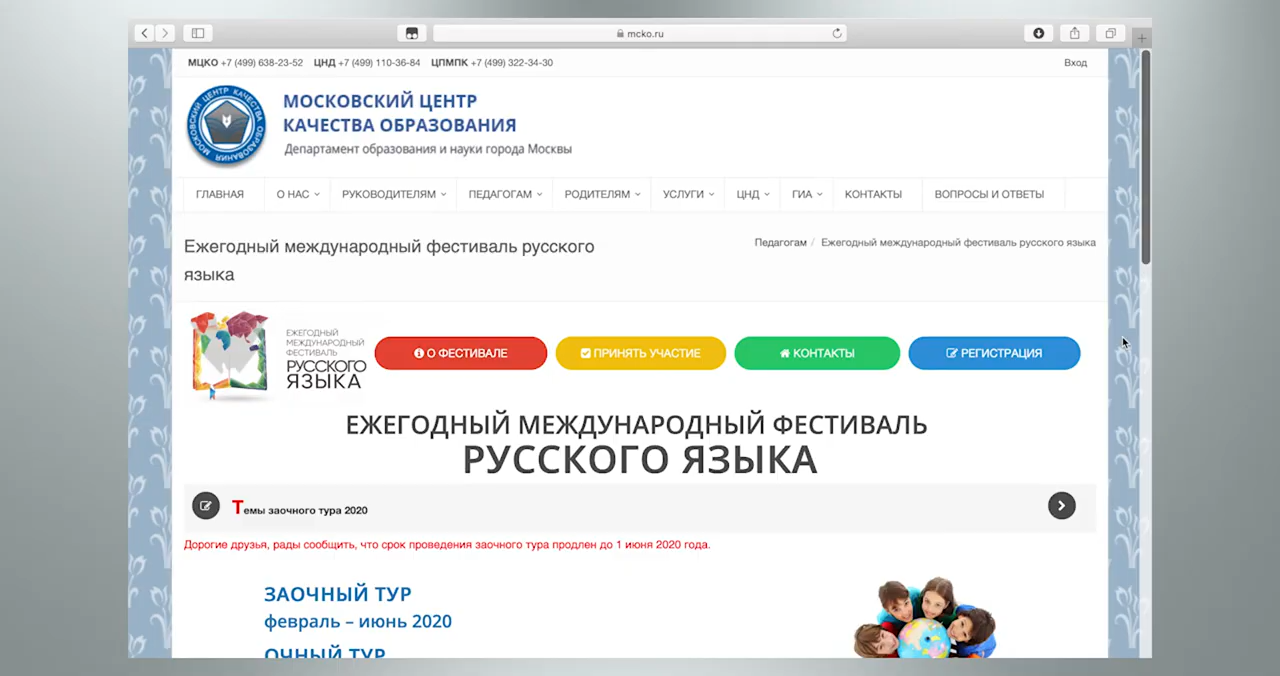 mcko.ru
МЦКО +7 (499) 638-23-52 ЦНД +7 (499) 110-36-84 ЦПМПК +7 (499) 322-34-30
Вход
МОСКОВСКИЙ ЦЕНТР КАЧЕСТВА ОБРАЗОВАНИЯ
МОСКОВСКИЙ ЦЕНТР
КАЧЕСТВА ОБРАЗОВАНИЯ
Департамент образования и науки города Москвы
ГЛАВНАЯ О НАС РУКОВОДИТЕЛЯМ ПЕДАГОГАМ РОДИТЕЛЯМ УСЛУГИ ЦНД ГИА КОНТАКТЫ ВОПРОСЫ И ОТВЕТЫ
Ежегодный международный фестиваль русского
языка
Педагогам / Ежегодный международный фестиваль русского языка
ЕЖЕГОДНЫЙ
МЕЖДУНАРОДНЫЙ
ФЕСТИВАЛЬ
РУССКОГО
ЯЗЫКА
О ФЕСТИВАЛЕ ПРИНЯТЬ УЧАСТИЕ КОНТАКТЫ РЕГИСТРАЦИЯ
ЕЖЕГОДНЫЙ МЕЖДУНАРОДНЫЙ ФЕСТИВАЛЬ
РУССКОГО ЯЗЫКА
Темы заочного тура 2020
Дорогие друзья, рады сообщить, что срок проведения заочного тура продлен до 1 июня 2020 года.
ЗАОЧНЫЙ ТУР
февраль – июнь 2020
ОЧНЫЙ ТУР